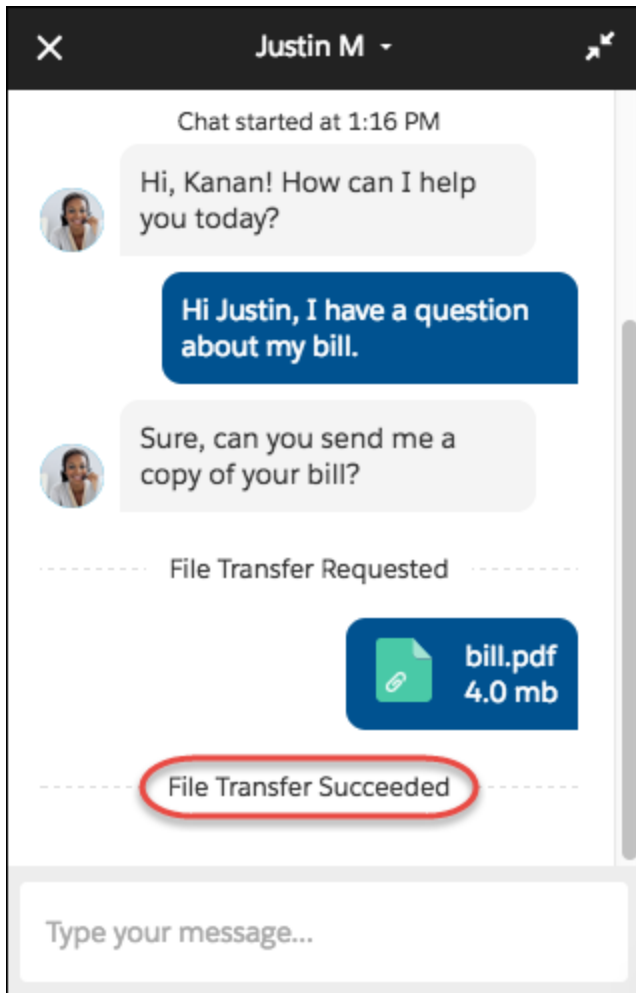 Justin M
Chat started at 1:16 PM
Hi, Kanan! How can I help
you today?
Hi Justin, I have a question
about my bill.
Sure, can you send me a
copy of your bill?
File Transfer Requested
bill.pdf
4.0 mb
File Transfer Succeeded
Type your message...